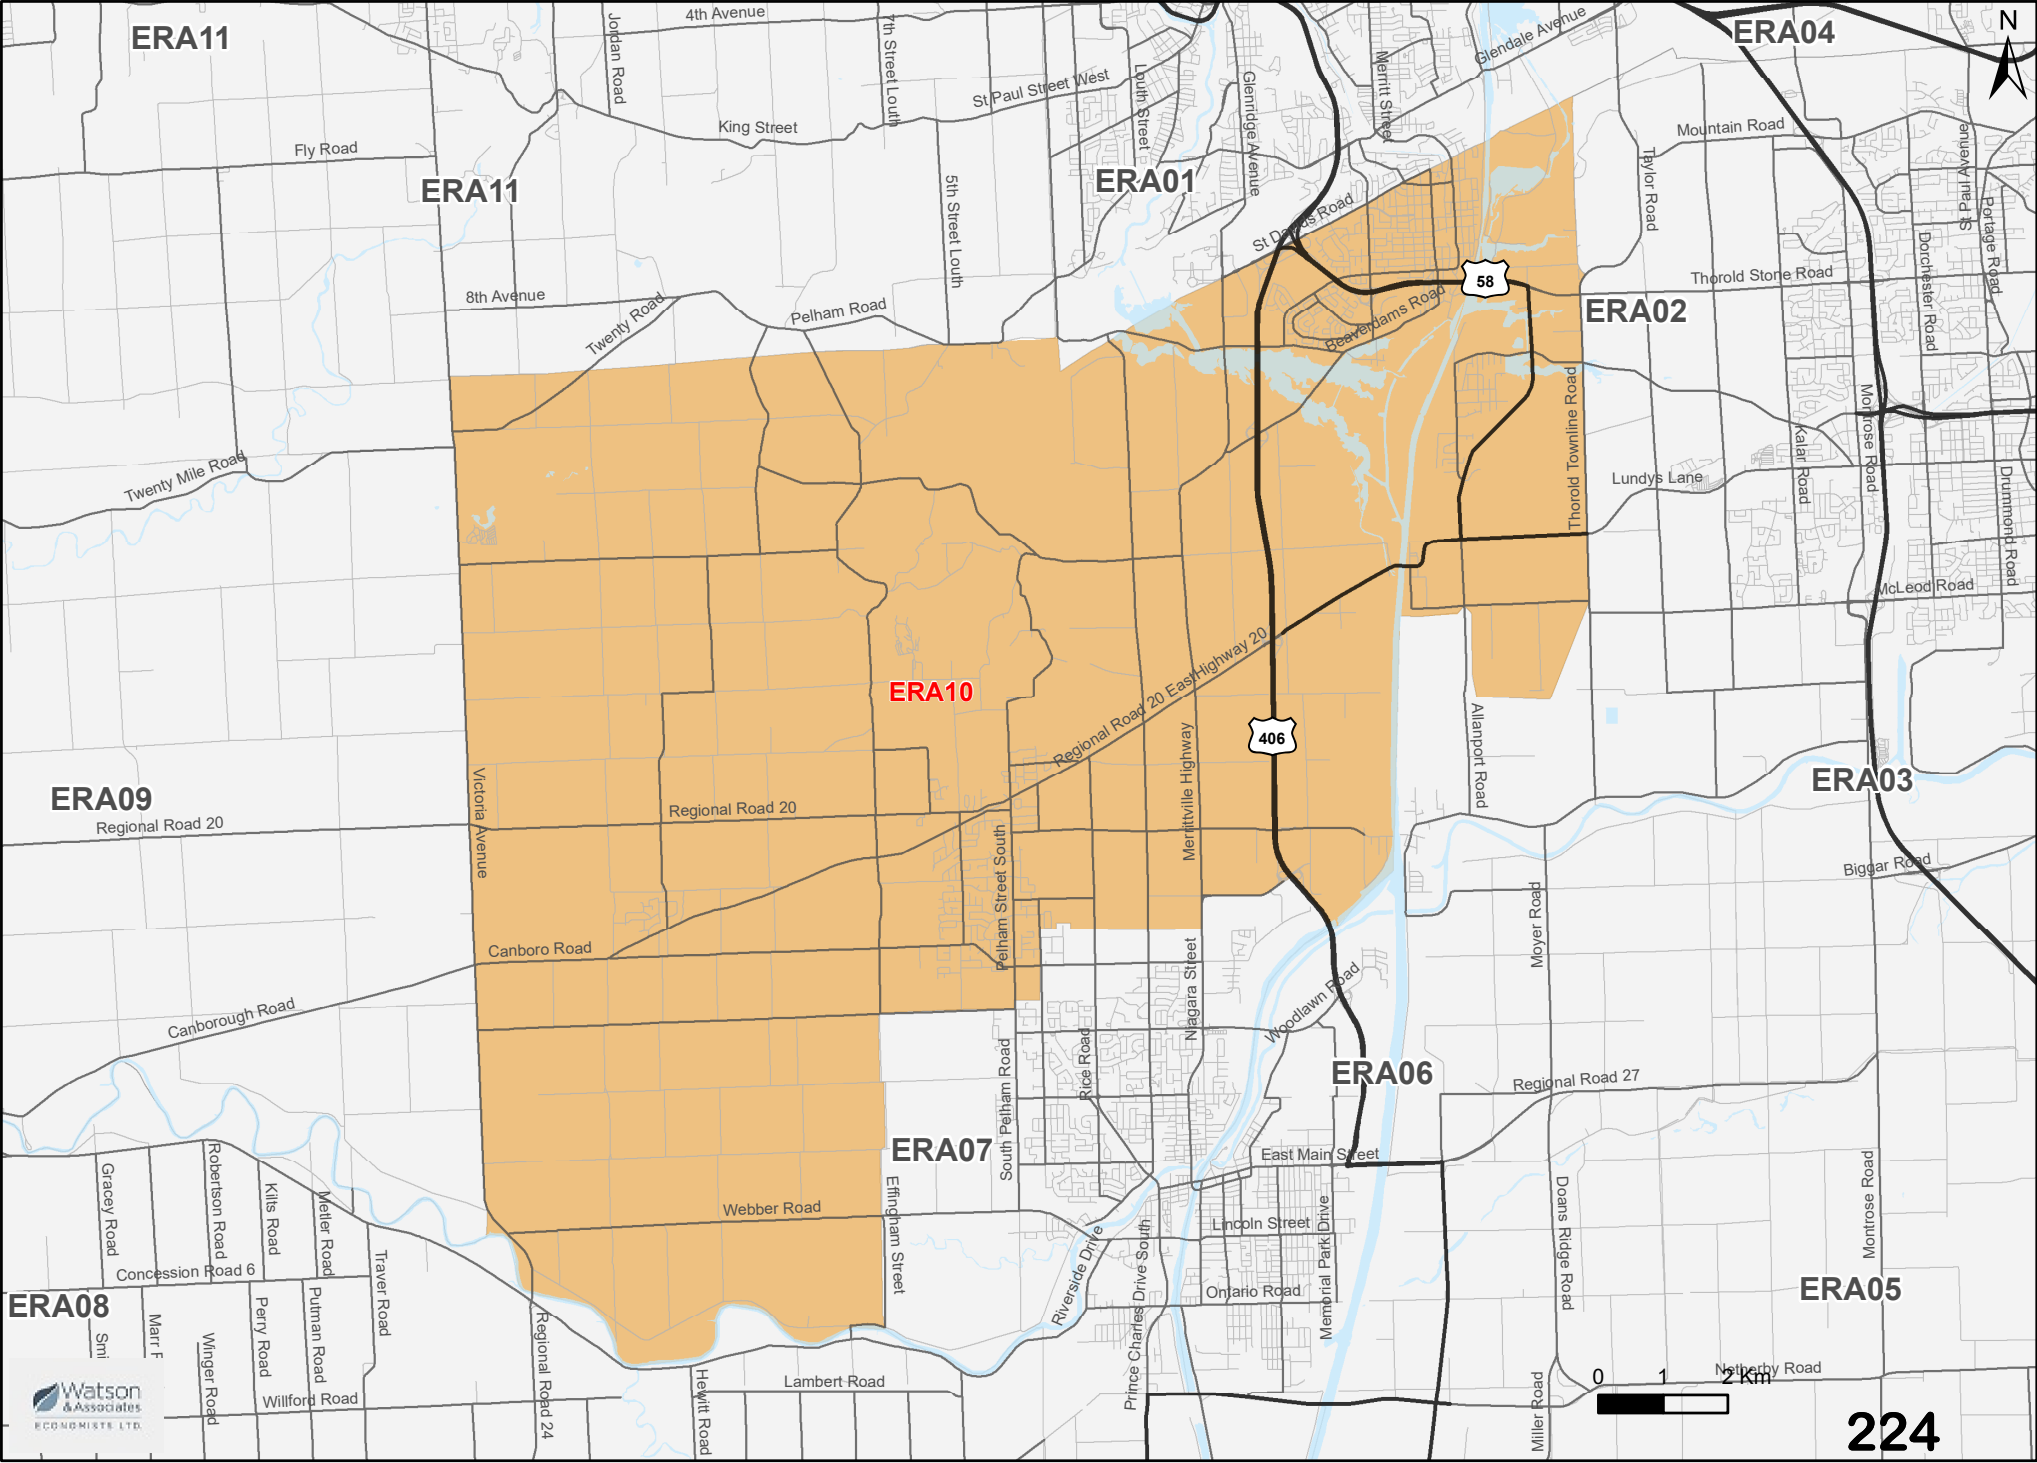 ERA11
Jordan Road
4th Avenue
7th Street Louth
St Paul Street West
Louth Street
Glenridge Avenue
Merritt Street
Glendale Avenue
ERA04
N
Fly Road
King Street
Mountain Road
St Paul Avenue
ERA11
5th Street Louth
ERA01
Taylor Road
Portage Road
St Davids Road
Dorchester Road
8th Avenue
Twenty Road
Pelham Road
58
Thorold Stone Road
ERA02
Beaverdams Road
Thorold Townline Road
Montrose Road
Kalar Road
Twenty Mile Road
Lundys Lane
Drummond Road
McLeod Road
ERA10
Regional Road 20 East
Highway 20
406
Merrittville Highway
Allanport Road
Victoria Avenue
ERA09
Regional Road 20
Regional Road 20
ERA03
Pelham Street South
Biggar Road
Canboro Road
Niagara Street
Moyer Road
Canborough Road
Woodlawn Road
Rice Road
South Pelham Road
ERA06
Regional Road 27
ERA07
East Main Street
Gracey Road
Robertson Road
Kilts Road
Metler Road
Webber Road
Effingham Street
Lincoln Street
Memorial Park Drive
Doans Ridge Road
Montrose Road
Traver Road
Riverside Drive
Prince Charles Drive South
Concession Road 6
ERA08
Ontario Road
ERA05
Smi
Marr F
Winger Road
Perry Road
Putman Road
Regional Road 24
Hewitt Road
Lambert Road
Willford Road
Miller Road
Netherby Road
0 1 2 Km
Watson
& Associates
ECONOMISTS LTD.
224